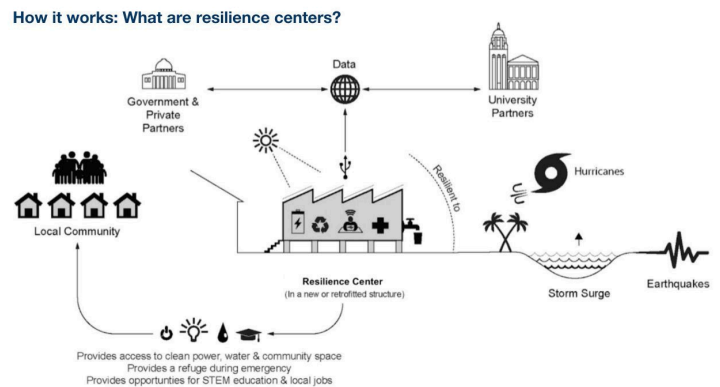 How it works: What are resilience centers?
Data
Government &
Private
Partners
University
Partners
Resilient to
Hurricanes
Local Community
Resilience Center
(In a new or retrofitted structure)
Storm Surge
Earthquakes
Provides access to clean power, water & community space
Provides a refuge during emergency
Provides opportunties for STEM education & local jobs